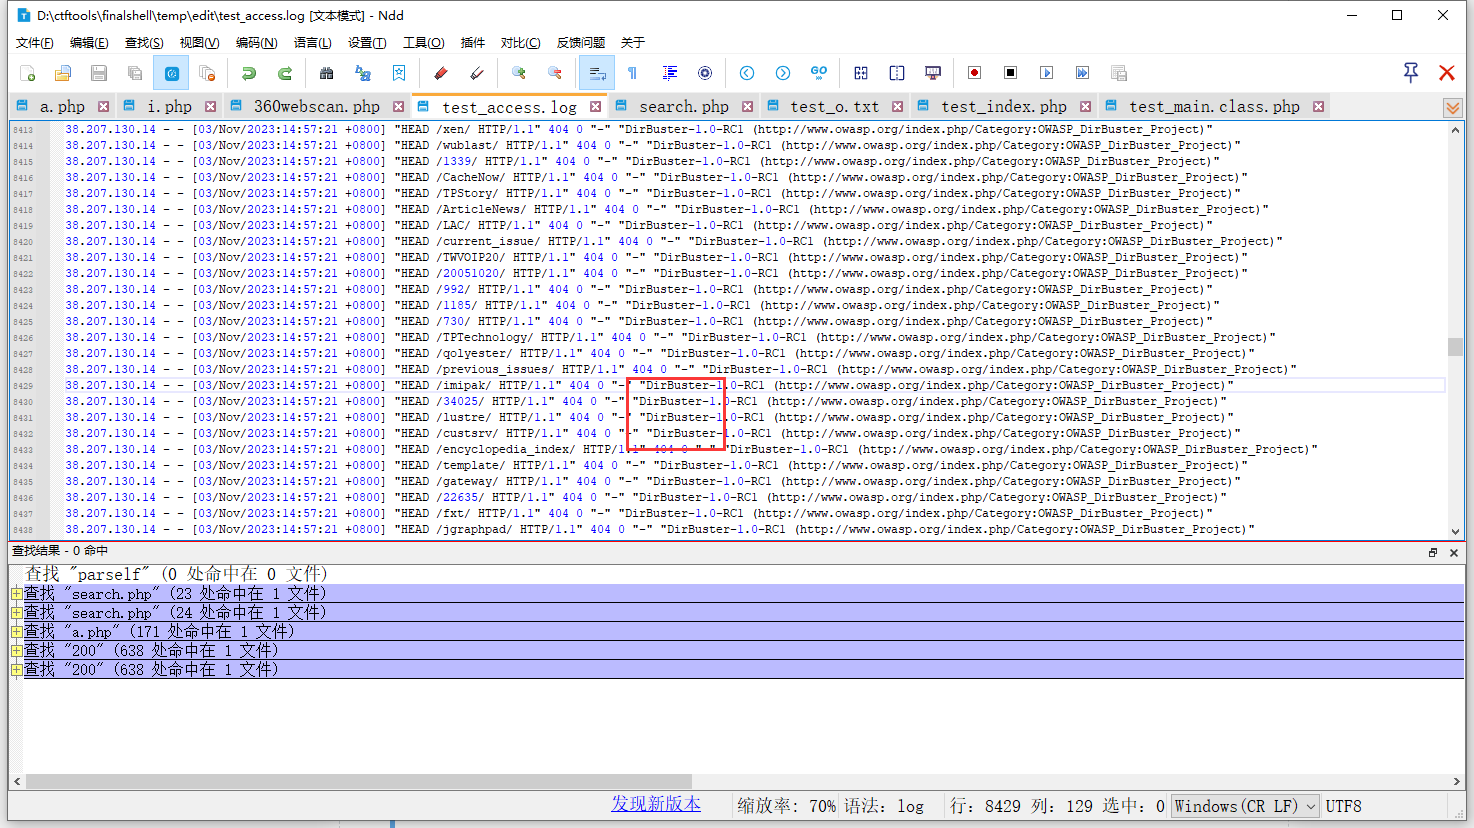 D:\ctftools\finalshell\temp\edit\test_access.log [文本模式] - Ndd
文件(F) 编辑(E) 查找(S) 视图(V) 编码(N) 语言(L) 设置(T) 工具(O) 插件 对比(C) 反馈问题 关于
a.php i.php 360webscan.php test_access.log search.php test_o.txt test_index.php test_main.class.php
8413 38.207.130.14 - - [03/Nov/2023:14:57:21 +0800] "HEAD /xen/ HTTP/1.1" 404 0 "-" "DirBuster-1.0-RC1 (http://www.owasp.org/index.php/Category:OWASP_DirBuster_Project)"
8414 38.207.130.14 - - [03/Nov/2023:14:57:21 +0800] "HEAD /wublast/ HTTP/1.1" 404 0 "-" "DirBuster-1.0-RC1 (http://www.owasp.org/index.php/Category:OWASP_DirBuster_Project)"
8415 38.207.130.14 - - [03/Nov/2023:14:57:21 +0800] "HEAD /1339/ HTTP/1.1" 404 0 "-" "DirBuster-1.0-RC1 (http://www.owasp.org/index.php/Category:OWASP_DirBuster_Project)"
8416 38.207.130.14 - - [03/Nov/2023:14:57:21 +0800] "HEAD /CacheNow/ HTTP/1.1" 404 0 "-" "DirBuster-1.0-RC1 (http://www.owasp.org/index.php/Category:OWASP_DirBuster_Project)"
8417 38.207.130.14 - - [03/Nov/2023:14:57:21 +0800] "HEAD /TPStory/ HTTP/1.1" 404 0 "-" "DirBuster-1.0-RC1 (http://www.owasp.org/index.php/Category:OWASP_DirBuster_Project)"
8418 38.207.130.14 - - [03/Nov/2023:14:57:21 +0800] "HEAD /ArticleNews/ HTTP/1.1" 404 0 "-" "DirBuster-1.0-RC1 (http://www.owasp.org/index.php/Category:OWASP_DirBuster_Project)"
8419 38.207.130.14 - - [03/Nov/2023:14:57:21 +0800] "HEAD /LAC/ HTTP/1.1" 404 0 "-" "DirBuster-1.0-RC1 (http://www.owasp.org/index.php/Category:OWASP_DirBuster_Project)"
8420 38.207.130.14 - - [03/Nov/2023:14:57:21 +0800] "HEAD /current_issue/ HTTP/1.1" 404 0 "-" "DirBuster-1.0-RC1 (http://www.owasp.org/index.php/Category:OWASP_DirBuster_Project)"
8421 38.207.130.14 - - [03/Nov/2023:14:57:21 +0800] "HEAD /TWVOIP20/ HTTP/1.1" 404 0 "-" "DirBuster-1.0-RC1 (http://www.owasp.org/index.php/Category:OWASP_DirBuster_Project)"
8422 38.207.130.14 - - [03/Nov/2023:14:57:21 +0800] "HEAD /20051020/ HTTP/1.1" 404 0 "-" "DirBuster-1.0-RC1 (http://www.owasp.org/index.php/Category:OWASP_DirBuster_Project)"
8423 38.207.130.14 - - [03/Nov/2023:14:57:21 +0800] "HEAD /992/ HTTP/1.1" 404 0 "-" "DirBuster-1.0-RC1 (http://www.owasp.org/index.php/Category:OWASP_DirBuster_Project)"
8424 38.207.130.14 - - [03/Nov/2023:14:57:21 +0800] "HEAD /1185/ HTTP/1.1" 404 0 "-" "DirBuster-1.0-RC1 (http://www.owasp.org/index.php/Category:OWASP_DirBuster_Project)"
8425 38.207.130.14 - - [03/Nov/2023:14:57:21 +0800] "HEAD /730/ HTTP/1.1" 404 0 "-" "DirBuster-1.0-RC1 (http://www.owasp.org/index.php/Category:OWASP_DirBuster_Project)"
8426 38.207.130.14 - - [03/Nov/2023:14:57:21 +0800] "HEAD /TPTechnology/ HTTP/1.1" 404 0 "-" "DirBuster-1.0-RC1 (http://www.owasp.org/index.php/Category:OWASP_DirBuster_Project)"
8427 38.207.130.14 - - [03/Nov/2023:14:57:21 +0800] "HEAD /qolyester/ HTTP/1.1" 404 0 "-" "DirBuster-1.0-RC1 (http://www.owasp.org/index.php/Category:OWASP_DirBuster_Project)"
8428 38.207.130.14 - - [03/Nov/2023:14:57:21 +0800] "HEAD /previous_issues/ HTTP/1.1" 404 0 "-" "DirBuster-1.0-RC1 (http://www.owasp.org/index.php/Category:OWASP_DirBuster_Project)"
8429 38.207.130.14 - - [03/Nov/2023:14:57:21 +0800] "HEAD /imipak/ HTTP/1.1" 404 0 "-" "DirBuster-1.0-RC1 (http://www.owasp.org/index.php/Category:OWASP_DirBuster_Project)"
8430 38.207.130.14 - - [03/Nov/2023:14:57:21 +0800] "HEAD /34025/ HTTP/1.1" 404 0 "-" "DirBuster-1.0-RC1 (http://www.owasp.org/index.php/Category:OWASP_DirBuster_Project)"
8431 38.207.130.14 - - [03/Nov/2023:14:57:21 +0800] "HEAD /lustre/ HTTP/1.1" 404 0 "-" "DirBuster-1.0-RC1 (http://www.owasp.org/index.php/Category:OWASP_DirBuster_Project)"
8432 38.207.130.14 - - [03/Nov/2023:14:57:21 +0800] "HEAD /custsrv/ HTTP/1.1" 404 0 "-" "DirBuster-1.0-RC1 (http://www.owasp.org/index.php/Category:OWASP_DirBuster_Project)"
8433 38.207.130.14 - - [03/Nov/2023:14:57:21 +0800] "HEAD /encyclopedia_index/ HTTP/1.1" 404 0 "-" "DirBuster-1.0-RC1 (http://www.owasp.org/index.php/Category:OWASP_DirBuster_Project)"
8434 38.207.130.14 - - [03/Nov/2023:14:57:21 +0800] "HEAD /template/ HTTP/1.1" 404 0 "-" "DirBuster-1.0-RC1 (http://www.owasp.org/index.php/Category:OWASP_DirBuster_Project)"
8435 38.207.130.14 - - [03/Nov/2023:14:57:21 +0800] "HEAD /gateway/ HTTP/1.1" 404 0 "-" "DirBuster-1.0-RC1 (http://www.owasp.org/index.php/Category:OWASP_DirBuster_Project)"
8436 38.207.130.14 - - [03/Nov/2023:14:57:21 +0800] "HEAD /22635/ HTTP/1.1" 404 0 "-" "DirBuster-1.0-RC1 (http://www.owasp.org/index.php/Category:OWASP_DirBuster_Project)"
8437 38.207.130.14 - - [03/Nov/2023:14:57:21 +0800] "HEAD /fxt/ HTTP/1.1" 404 0 "-" "DirBuster-1.0-RC1 (http://www.owasp.org/index.php/Category:OWASP_DirBuster_Project)"
8438 38.207.130.14 - - [03/Nov/2023:14:57:21 +0800] "HEAD /jgraphpad/ HTTP/1.1" 404 0 "-" "DirBuster-1.0-RC1 (http://www.owasp.org/index.php/Category:OWASP_DirBuster_Project)"
查找结果 - 0 命中
查找 "parself" (0 处命中在 0 文件)
查找 "search.php" (23 处命中在 1 文件)
查找 "search.php" (24 处命中在 1 文件)
查找 "a.php" (171 处命中在 1 文件)
查找 "200" (638 处命中在 1 文件)
查找 "200" (638 处命中在 1 文件)
发现新版本 缩放率: 70% 语法: log 行: 8429 列: 129 选中: 0 Windows(CR LF) UTF8